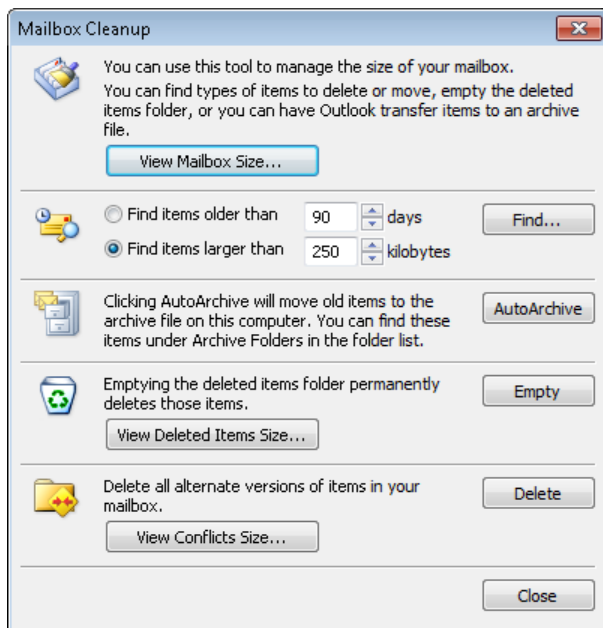 Mailbox Cleanup
You can use this tool to manage the size of your mailbox.
You can find types of items to delete or move, empty the deleted
items folder, or you can have Outlook transfer items to an archive
file.
View Mailbox Size...
Find items older than 90 days
Find...
Find items larger than 250 kilobytes
Clicking AutoArchive will move old items to the
archive file on this computer. You can find these
items under Archive Folders in the folder list.
AutoArchive
Emptying the deleted items folder permanently
deletes those items.
Empty
View Deleted Items Size...
Delete all alternate versions of items in your
mailbox.
Delete
View Conflicts Size...
Close